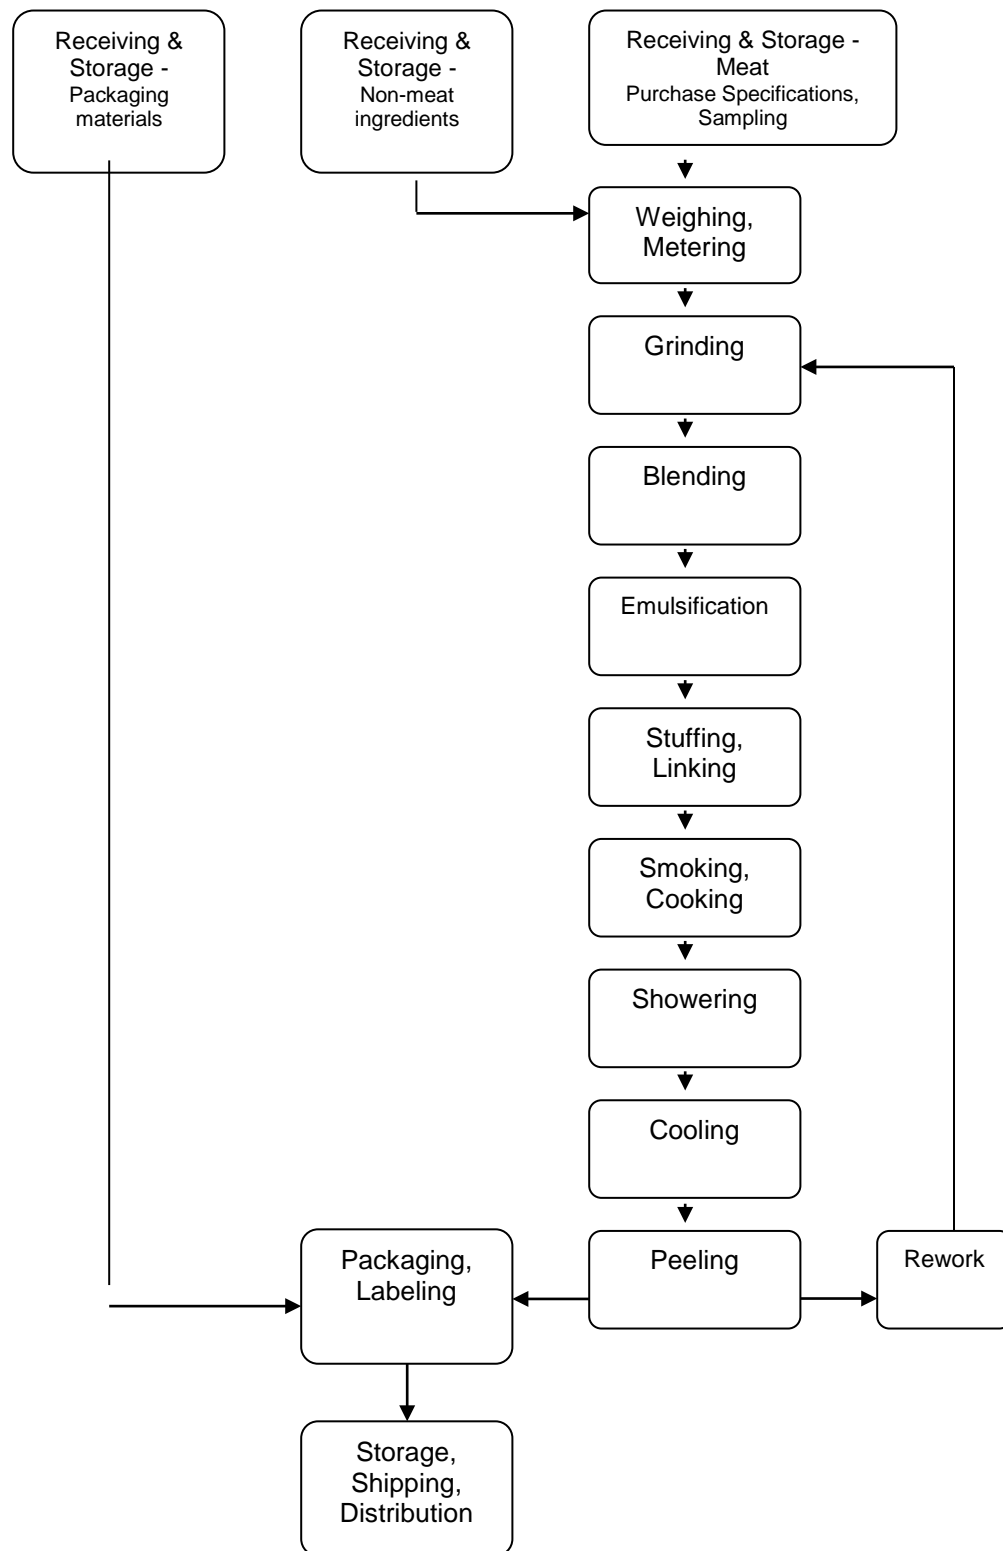 Receiving &
Storage -
Packaging
materials
Receiving &
Storage -
Non-meat
ingredients
Receiving & Storage -
Meat
Purchase Specifications,
Sampling
Weighing,
Metering
Grinding
Blending
Emulsification
Stuffing,
Linking
Smoking,
Cooking
Showering
Cooling
Packaging,
Labeling
Peeling
Rework
Storage,
Shipping,
Distribution